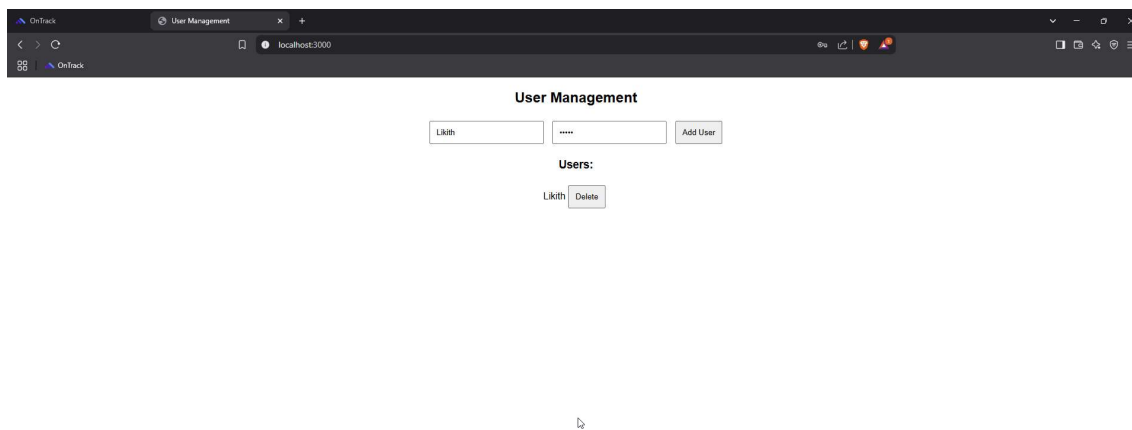 OnTrack
User Management
localhost:3000
OnTrack
User Management
Likith ••••• Add User
Users:
Likith Delete